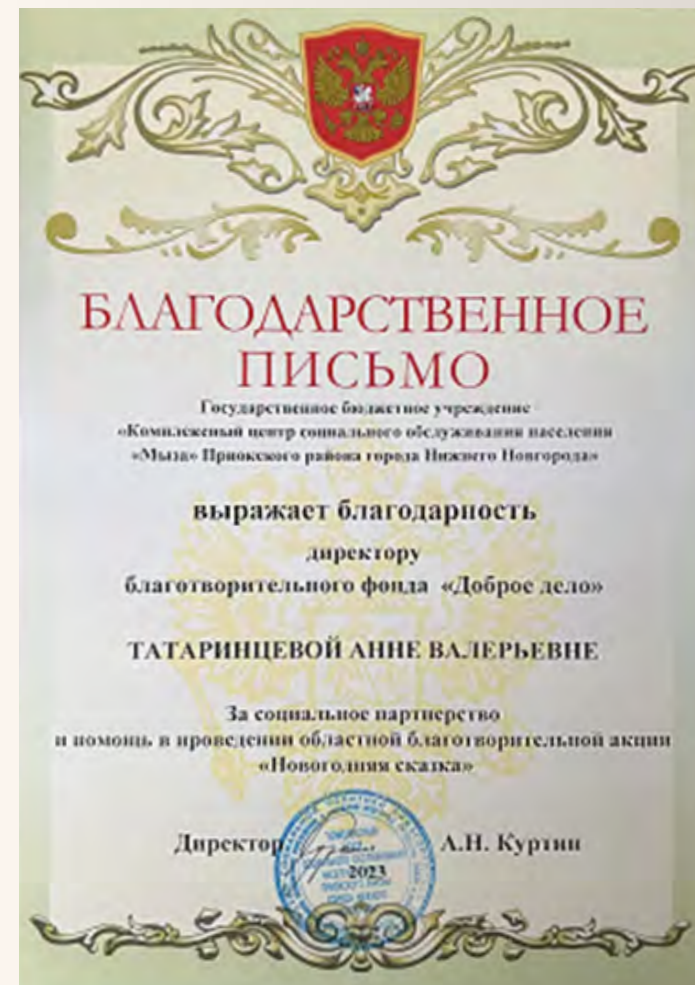 БЛАГОДАРСТВЕННОЕ
ПИСЬМО
Государственное бюджетное учреждение
«Комплексный центр социального обслуживания населения
«Мыза» Приокского района города Нижнего Новгорода»
выражает благодарность
директору
благотворительного фонда «Доброе дело»
ТАТАРИНЦЕВОЙ АННЕ ВАЛЕРЬЕВНЕ
За социальное партнерство
и помощь в проведении областной благотворительной акции
«Новогодняя сказка»
Директор А.Н. Куртин
2023